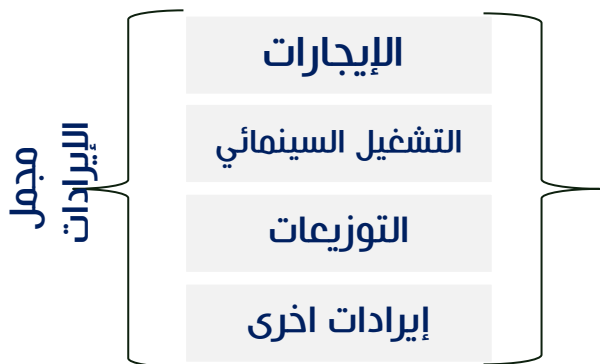 مجمل
الإيرادات
الإيجارات
التشغيل السينمائي
التوزيعات
إيرادات اخرى